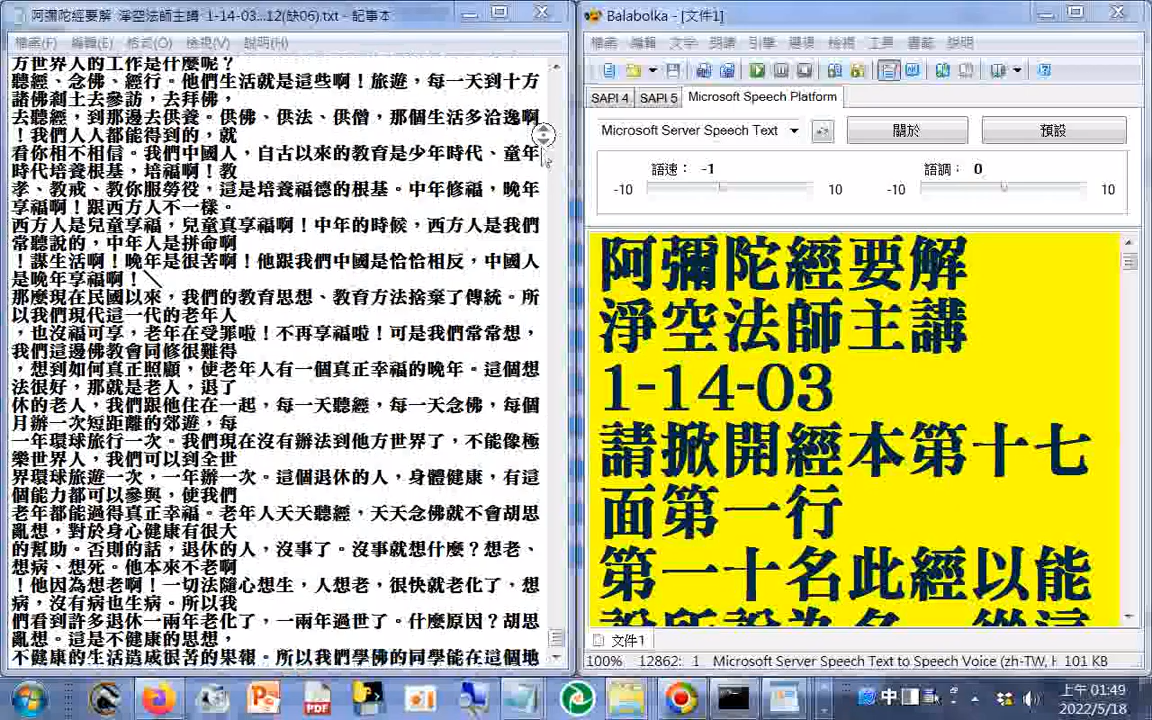 阿彌陀經要解 淨空法師主講 1-14-03...12(缺06).txt - 記事本
檔案(F) 編輯(E) 格式(O) 檢視(V) 說明(H)
方世界人的工作是什麼呢？
聽經、念佛、經行。他們生活就是這些啊！旅遊，每一天到十方
諸佛剎土去參訪，去拜佛，
去聽經，到那邊去供養。供佛、供法、供僧，那個生活多洽逸啊
！我們人人都能得到的，就
看你相不相信。我們中國人，自古以來的教育是少年時代、童年
時代培養根基，培福啊！教
孝、教戒、教你服勞役，這是培養福德的根基。中年修福，晚年
享福啊！跟西方人不一樣。
西方人是兒童享福，兒童真享福啊！中年的時候，西方人是我們
常聽說的，中年人是拼命啊
！謀生活啊！晚年是很苦啊！他跟我們中國是恰恰相反，中國人
是晚年享福啊！╲
那麼現在民國以來，我們的教育思想、教育方法捨棄了傳統。所
以我們現代這一代的老年人
，也沒福可享，老年在受罪啦！不再享福啦！可是我們常常想，
我們這邊佛教會同修很難得
，想到如何真正照顧，使老年人有一個真正幸福的晚年。這個想
法很好，那就是老人，退了
休的老人，我們跟他住在一起，每一天聽經，每一天念佛，每個
月辦一次短距離的郊遊，每
一年環球旅行一次。我們現在沒有辦法到他方世界了，不能像極
樂世界人，我們可以到全世
界環球旅遊一次，一年辦一次。這個退休的人，身體健康，有這
個能力都可以參與，使我們
老年都能過得真正幸福。老年人天天聽經，天天念佛就不會胡思
亂想，對於身心健康有很大
的幫助。否則的話，退休的人，沒事了。沒事就想什麼？想老、
想病、想死。他本來不老啊
！他因為想老啊！一切法隨心想生，人想老，很快就老化了，想
病，沒有病也生病。所以我
們看到許多退休一兩年老化了，一兩年過世了。什麼原因？胡思
亂想。這是不健康的思想，
不健康的生活造成很苦的果報。所以我們學佛的同學能在這個地
Balabolka - [文件1]
檔案 編輯 文字 朗讀 引擎 選項 檢視 工具 書籤 說明
SAPI 4 SAPI 5 Microsoft Speech Platform
Microsoft Server Speech Text 關於 預設
語速： -1 語調： 0
-10 10 -10 10
阿彌陀經要解
淨空法師主講
1-14-03
請掀開經本第十七
面第一行
第一十名此經以能
說所說為名。從這
文件1
100% 12862: 1 Microsoft Server Speech Text to Speech Voice (zh-TW, H 101 KB
中 上午 01:49
2022/5/18